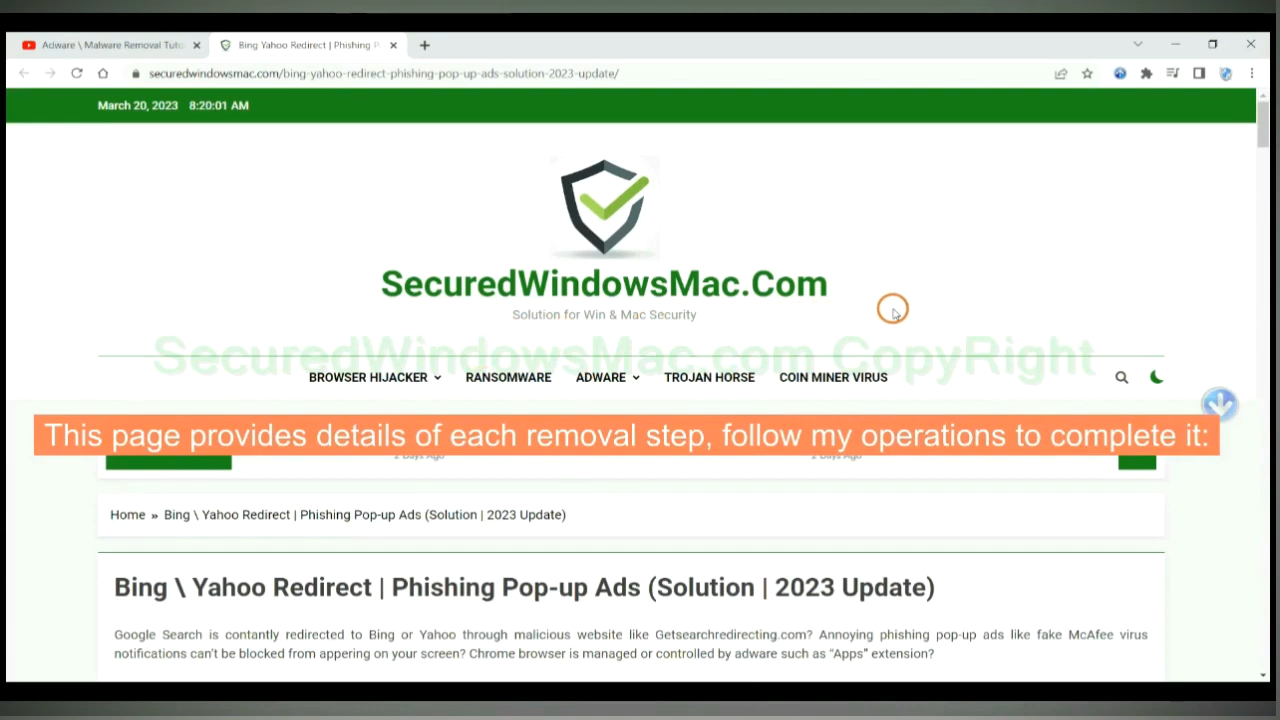 Adware \ Malware Removal Tuto
Bing Yahoo Redirect | Phishing P
securedwindowsmac.com/bing-yahoo-redirect-phishing-pop-up-ads-solution-2023-update/
March 20, 2023 8:20:01 AM
SecuredWindowsMac.Com
Solution for Win & Mac Security
SecuredWindowsMac.com CopyRight
BROWSER HIJACKER RANSOMWARE ADWARE TROJAN HORSE COIN MINER VIRUS
This page provides details of each removal step, follow my operations to complete it:
2 Days Ago 2 Days Ago
Home » Bing \ Yahoo Redirect | Phishing Pop-up Ads (Solution | 2023 Update)
Bing \ Yahoo Redirect | Phishing Pop-up Ads (Solution | 2023 Update)
Google Search is contantly redirected to Bing or Yahoo through malicious website like Getsearchredirecting.com? Annoying phishing pop-up ads like fake McAfee virus
notifications can't be blocked from appering on your screen? Chrome browser is managed or controlled by adware such as “Apps” extension?